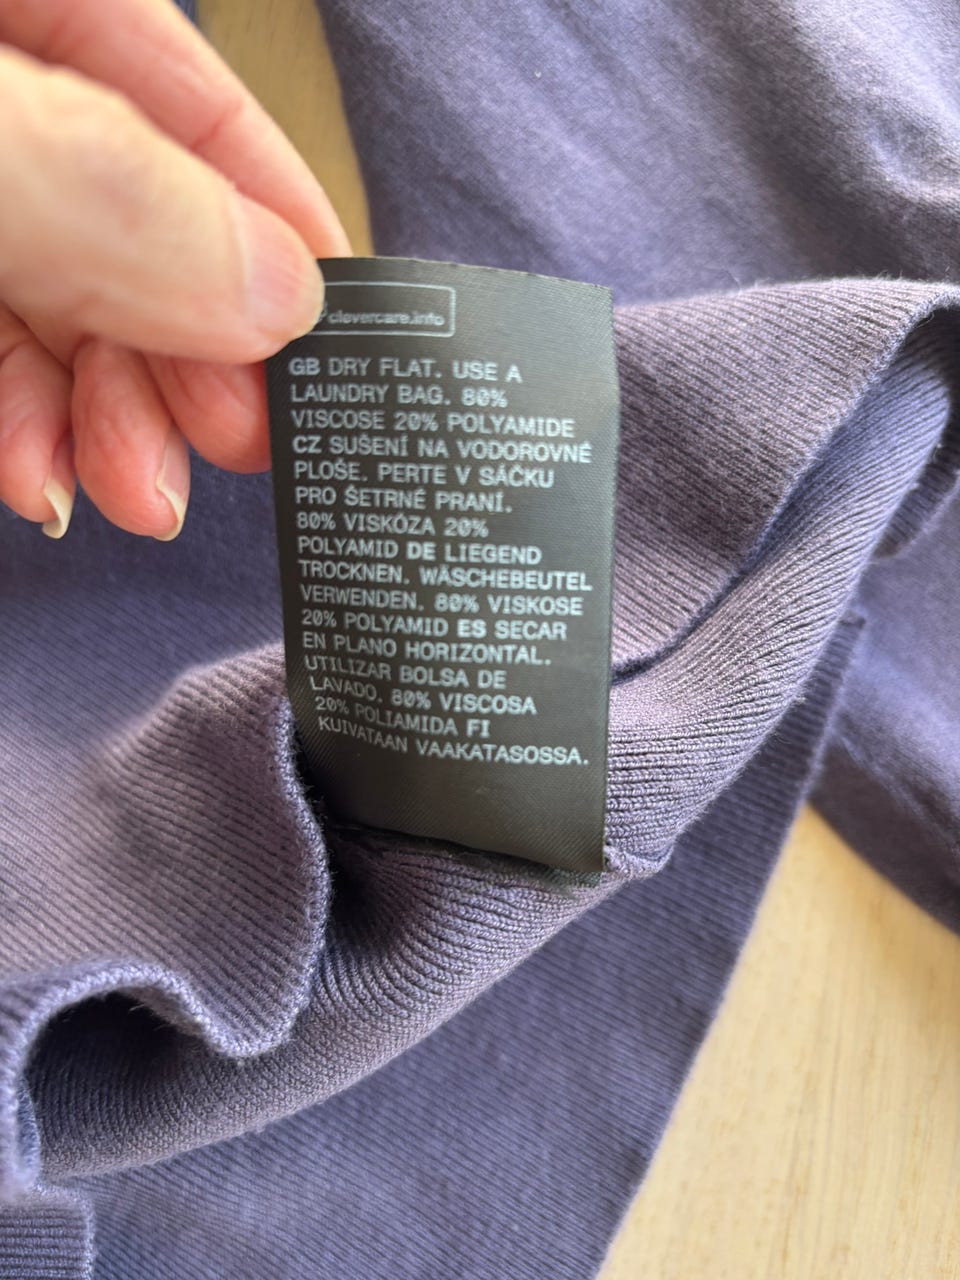 clevercare.info
GB DRY FLAT. USE A
LAUNDRY BAG. 80%
VISCOSE 20% POLYAMIDE
CZ SUŠENÍ NA VODOROVNÉ
PLOŠE. PERTE V SÁČKU
PRO ŠETRNÉ PRANÍ.
80% VISKÓZA 20%
POLYAMID DE LIEGEND
TROCKNEN. WÄSCHEBEUTEL
VERWENDEN. 80% VISKOSE
20% POLYAMID ES SECAR
EN PLANO HORIZONTAL.
UTILIZAR BOLSA DE
LAVADO. 80% VISCOSA
20% POLIAMIDA FI
KUIVATAAN VAAKATASOSSA.